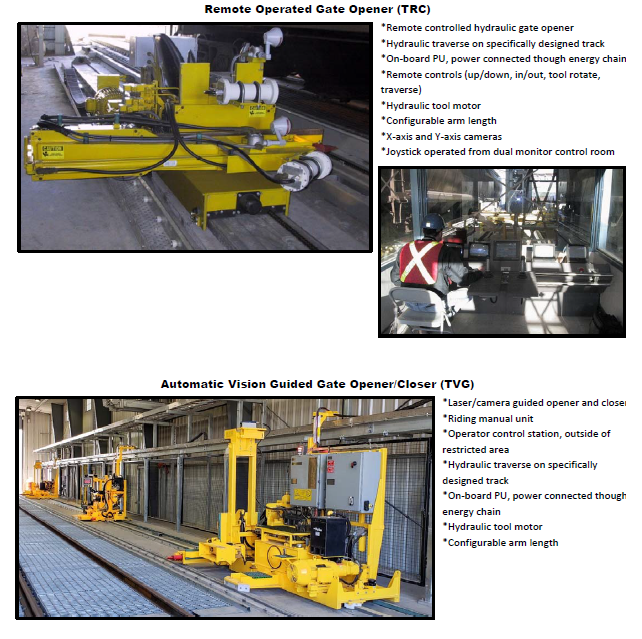 Remote Operated Gate Opener (TRC)
*Remote controlled hydraulic gate opener
*Hydraulic traverse on specifically designed track
*On-board PU, power connected though energy chain
*Remote controls (up/down, in/out, tool rotate,
traverse)
*Hydraulic tool motor
*Configurable arm length
*X-axis and Y-axis cameras
*Joystick operated from dual monitor control room
CAUTION
Automatic Vision Guided Gate Opener/Closer (TVG)
*Laser/camera guided opener and close
*Riding manual unit
*Operator control station, outside of
restricted area
*Hydraulic traverse on specifically
designed track
*On-board PU, power connected though
energy chain
*Hydraulic tool motor
*Configurable arm length